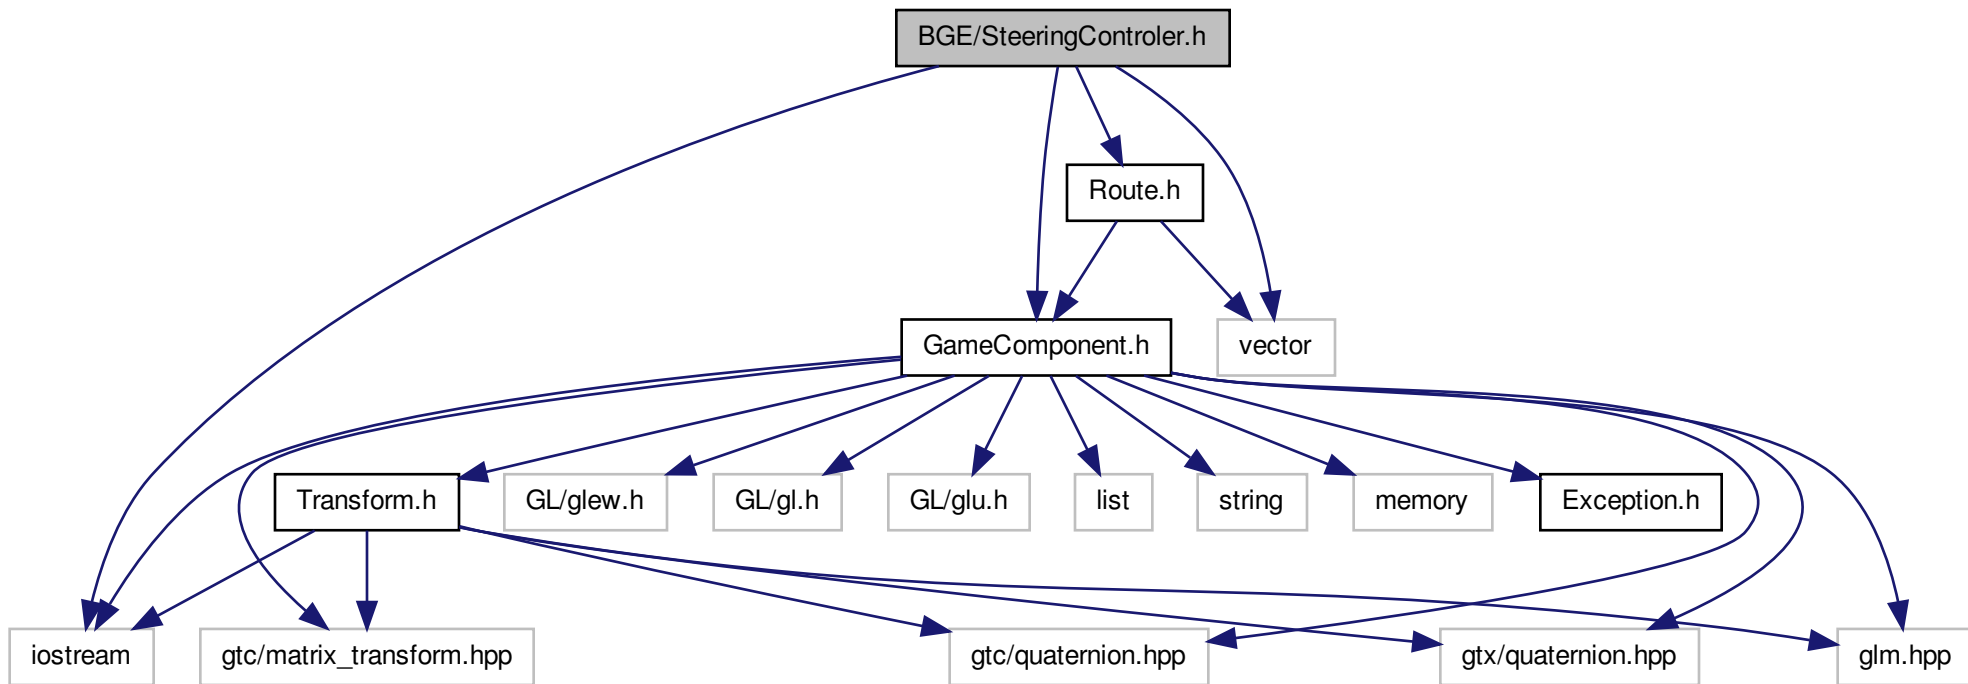 BGE/SteeringControler.h
Route.h
GameComponent.h
vector
Transform.h
GL/glew.h
GL/gl.h
GL/glu.h
list
string
memory
Exception.h
iostream
gtc/matrix_transform.hpp
gtc/quaternion.hpp
gtx/quaternion.hpp
glm.hpp